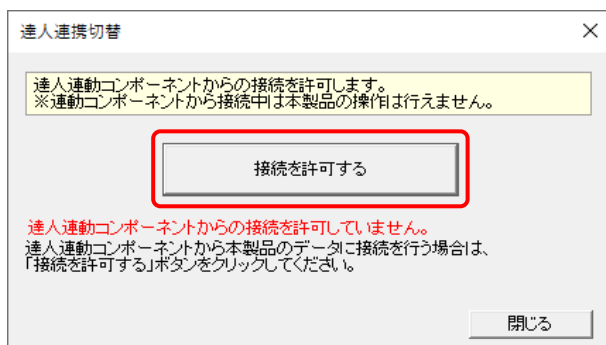 達人連携切替
達人連動コンポーネントからの接続を許可します。
※連動コンポーネントから接続中は本製品の操作は行えません。
接続を許可する
達人連動コンポーネントからの接続を許可していません。
達人連動コンポーネントから本製品のデータに接続を行う場合は、
「接続を許可する」ボタンをクリックしてください。
閉じる